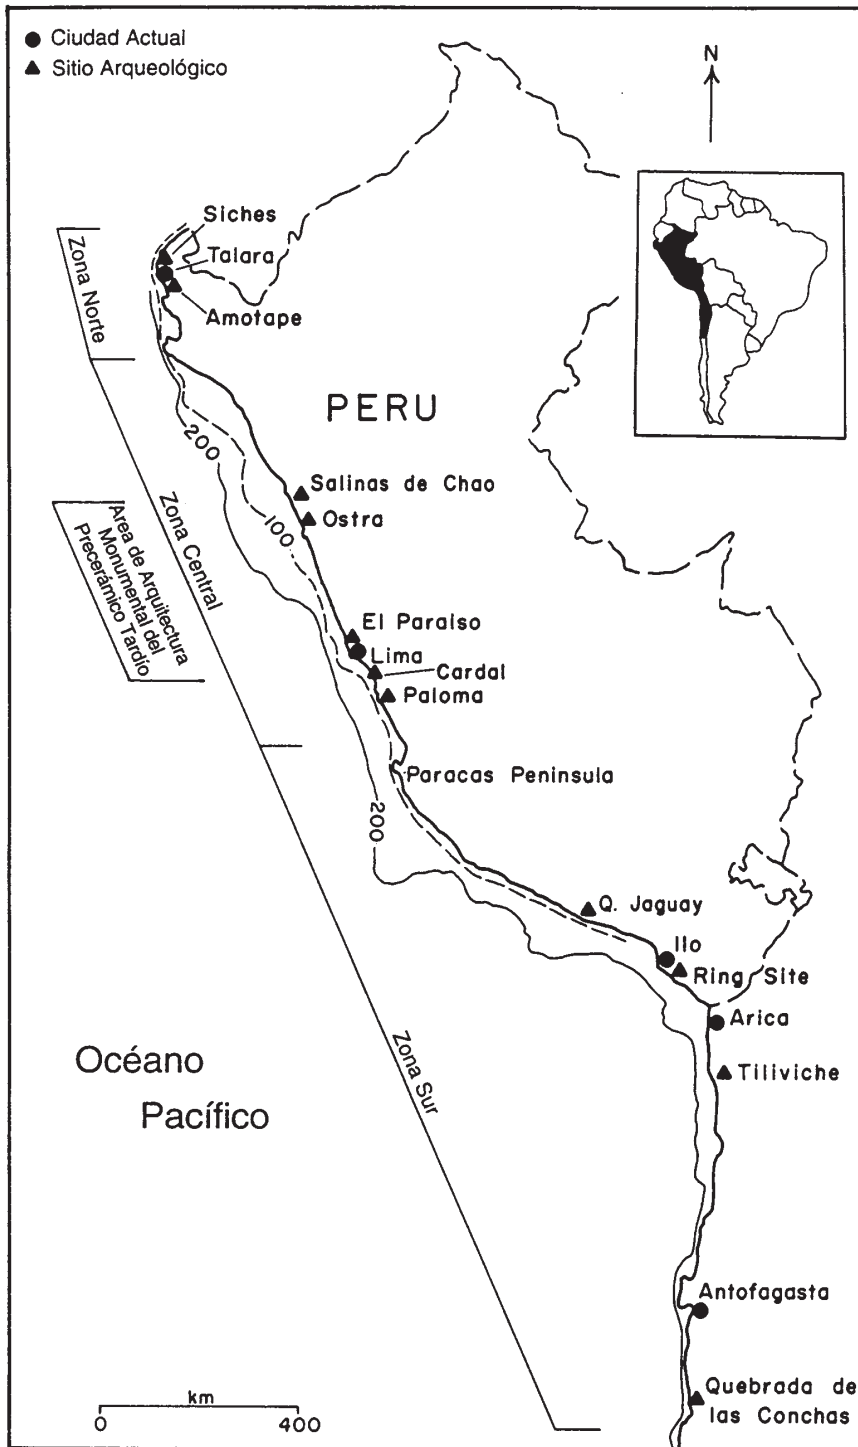 Ciudad Actual
Sitio Arqueológico
N
Siches
Talara
Amotape
Zona Norte
PERU
200
100
Salinas de Chao
Ostra
Zona Central
Area de Arquitectura
Monumental del
Precerámico Tardío
El Paraiso
Lima
Cardal
Paloma
Paracas Peninsula
200
Q. Jaguay
Ilo
Ring Site
Arica
Tiliviche
Zona Sur
Océano
Pacífico
Antofagasta
Quebrada de
las Conchas
km
0 400